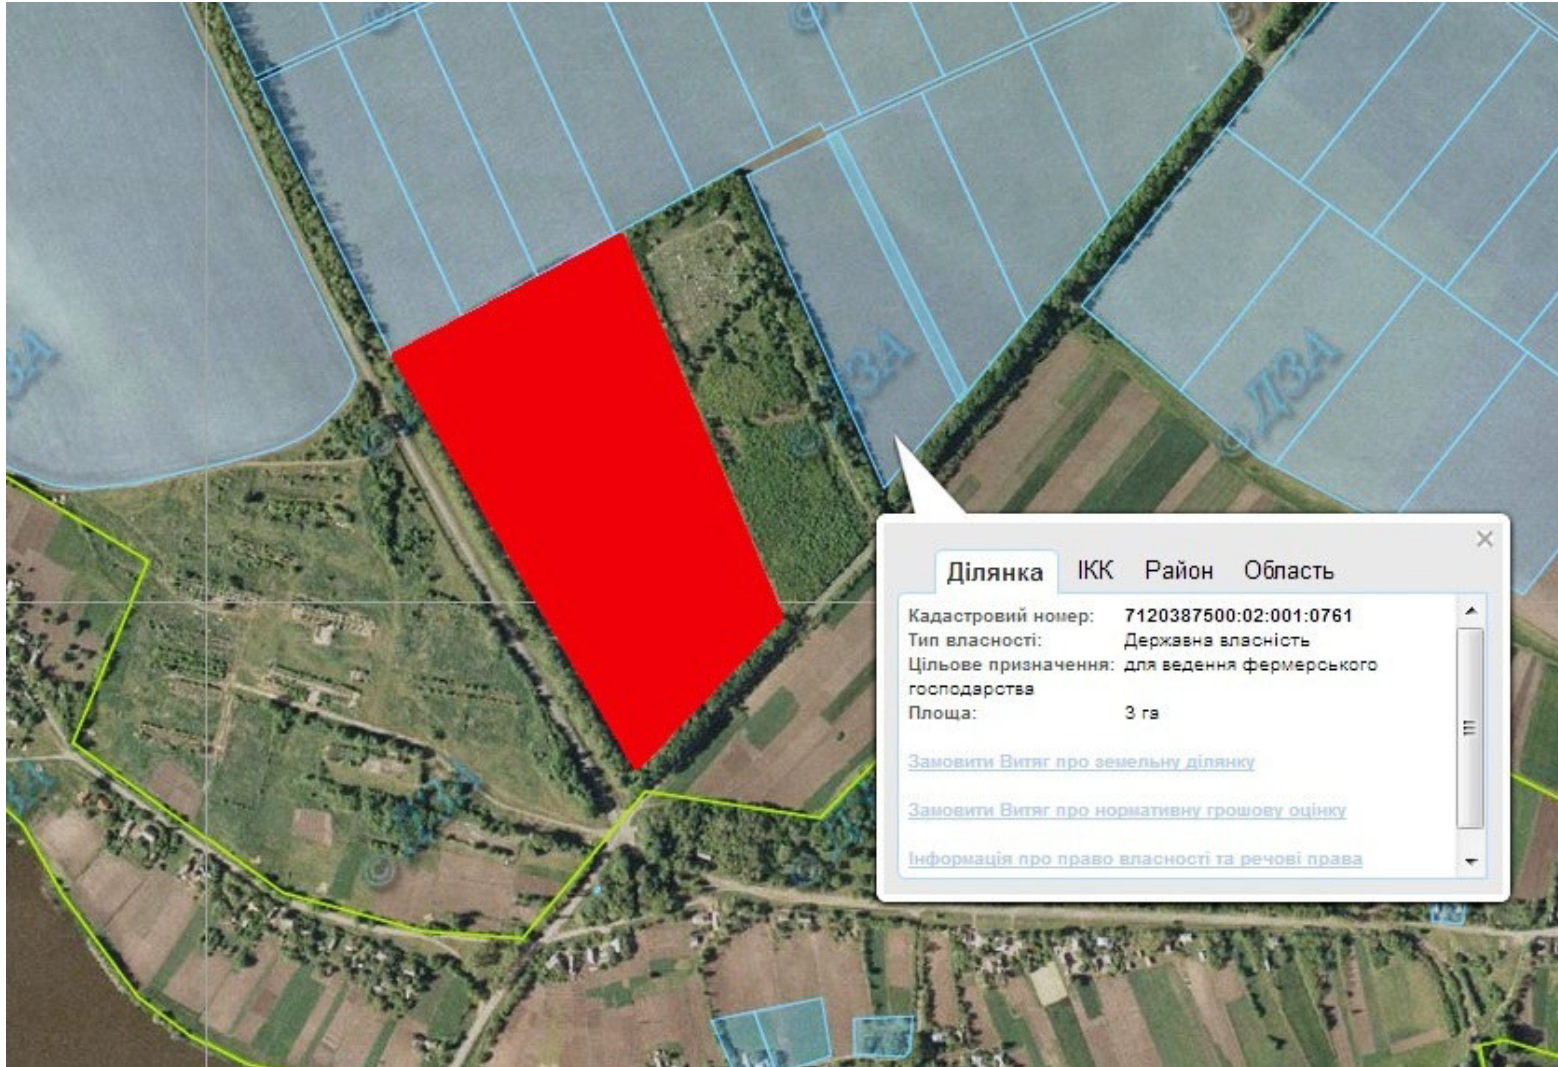 ДЗА
©
©
ДЗА
ДЗА
© ДЗА
©
©
©
×
Ділянка ІКК Район Область
Кадастровий номер: 7120387500:02:001:0761
Тип власності: Державна власність
Цільове призначення: для ведення фермерського
господарства
Площа: 3 га
Замовити Витяг про земельну ділянку
Замовити Витяг про нормативну грошову оцінку
Інформація про право власності та речові права